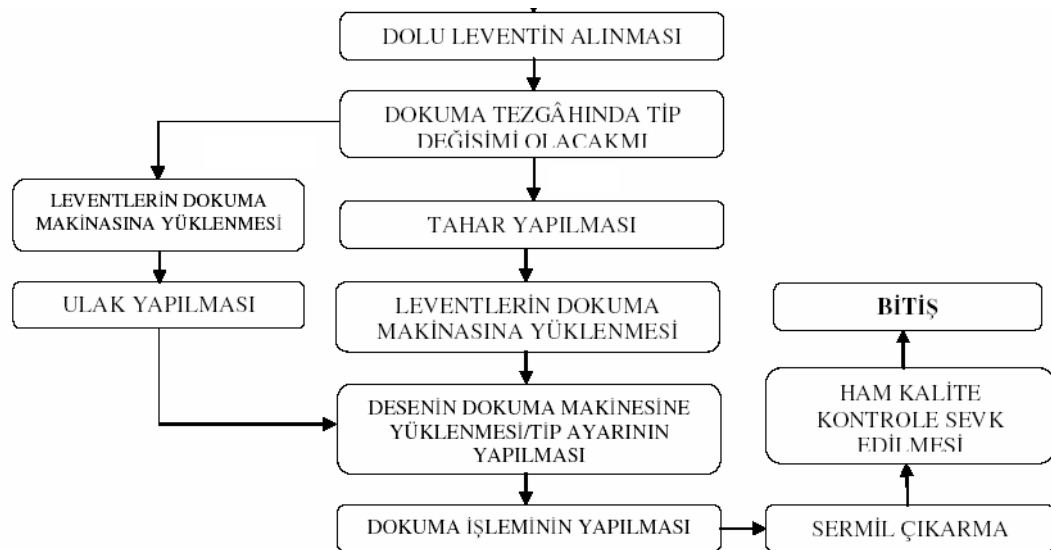 DOLU LEVENTİN ALINMASI
DOKUMA TEZGÂHINDA TİP
DEĞİSİMİ OLACAKMI
LEVENTLERİN DOKUMA
MAKİNASINA YÜKLENMESİ
TAHAR YAPILMASI
ULAK YAPILMASI
LEVENTLERİN DOKUMA
MAKİNASINA YÜKLENMESİ
DESENİN DOKUMA MAKİNESİNE
YÜKLENMESİ/TİP AYARININ
YAPILMASI
DOKUMA İŞLEMİNİN YAPILMASI
SERMİL ÇIKARMA
HAM KALİTE
KONTROLE SEVK
EDİLMESİ
BİTİŞ